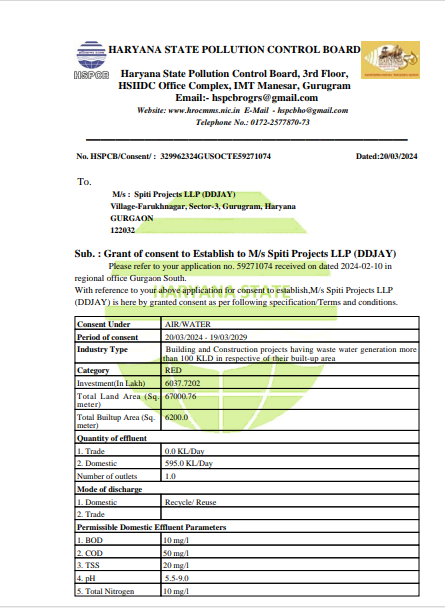 HARYANA STATE POLLUTION CONTROL BOARD
HSPCB
Haryana State Pollution Control Board, 3rd Floor,
HSIIDC Office Complex, IMT Manesar, Gurugram
Email:- hspcbrogrs@gmail.com
Website: www.hrocmms.nic.in E-Mail - hspcbho@gmail.com
Telephone No.: 0172-2577870-73
No. HSPCB/Consent/ : 329962324GUSOCTE59271074 Dated:20/03/2024
To.
M/s : Spiti Projects LLP (DDJAY)
Village-Farukhnagar, Sector-3, Gurugram, Haryana
GURGAON
122032
Sub. : Grant of consent to Establish to M/s Spiti Projects LLP (DDJAY)
Please refer to your application no. 59271074 received on dated 2024-02-10 in
regional office Gurgaon South.
With reference to your above application for consent to establish,M/s Spiti Projects LLP
(DDJAY) is here by granted consent as per following specification/Terms and conditions.
HARYANA STATE
Consent Under AIR/WATER
Period of consent 20/03/2024 - 19/03/2029
Industry Type Building and Construction projects having waste water generation more
than 100 KLD in respective of their built-up area
Category RED
Investment(In Lakh) 6037.7202
Total Land Area (Sq. 67000.76
meter)
Total Builtup Area (Sq. 6200.0
meter)
Quantity of effluent
1. Trade 0.0 KL/Day
2. Domestic 595.0 KL/Day
Number of outlets 1.0
Mode of discharge
1. Domestic Recycle/ Reuse
2. Trade
Permissible Domestic Effluent Parameters
1. BOD 10 mg/l
2. COD 50 mg/l
3. TSS 20 mg/l
4. pH 5.5-9.0
5. Total Nitrogen 10 mg/l